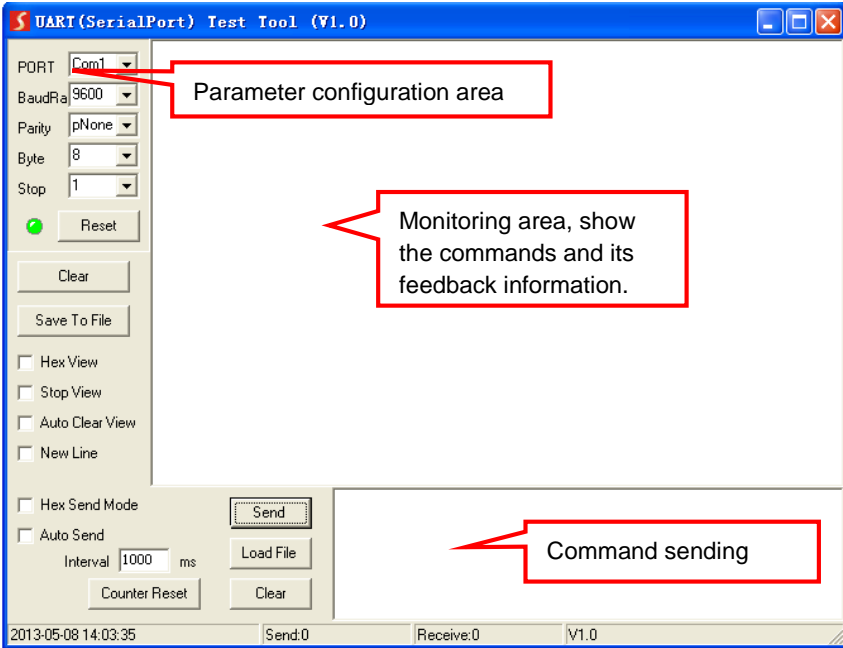 UART(SerialPort) Test Tool (V1.0)
PORT Com1
BaudRa 9600
Parity pNone
Byte 8
Stop 1
Reset
Clear
Save To File
Hex View
Stop View
Auto Clear View
New Line
Parameter configuration area
Monitoring area, show
the commands and its
feedback information.
Hex Send Mode
Auto Send
Interval 1000 ms
Counter Reset
Send
Load File
Clear
Command sending
2013-05-08 14:03:35 Send:0 Receive:0 V1.0